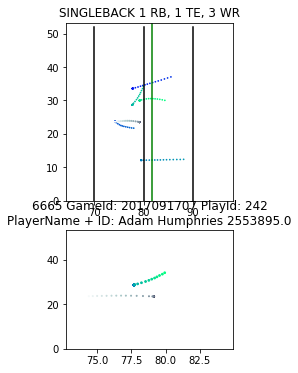 SINGLEBACK 1 RB, 1 TE, 3 WR
50
40
30
20
10
0
70 80 90
6665 GameId: 2017091707 PlayId: 242
PlayerName + ID: Adam Humphries 2553895.0
40
20
0
75.0 77.5 80.0 82.5